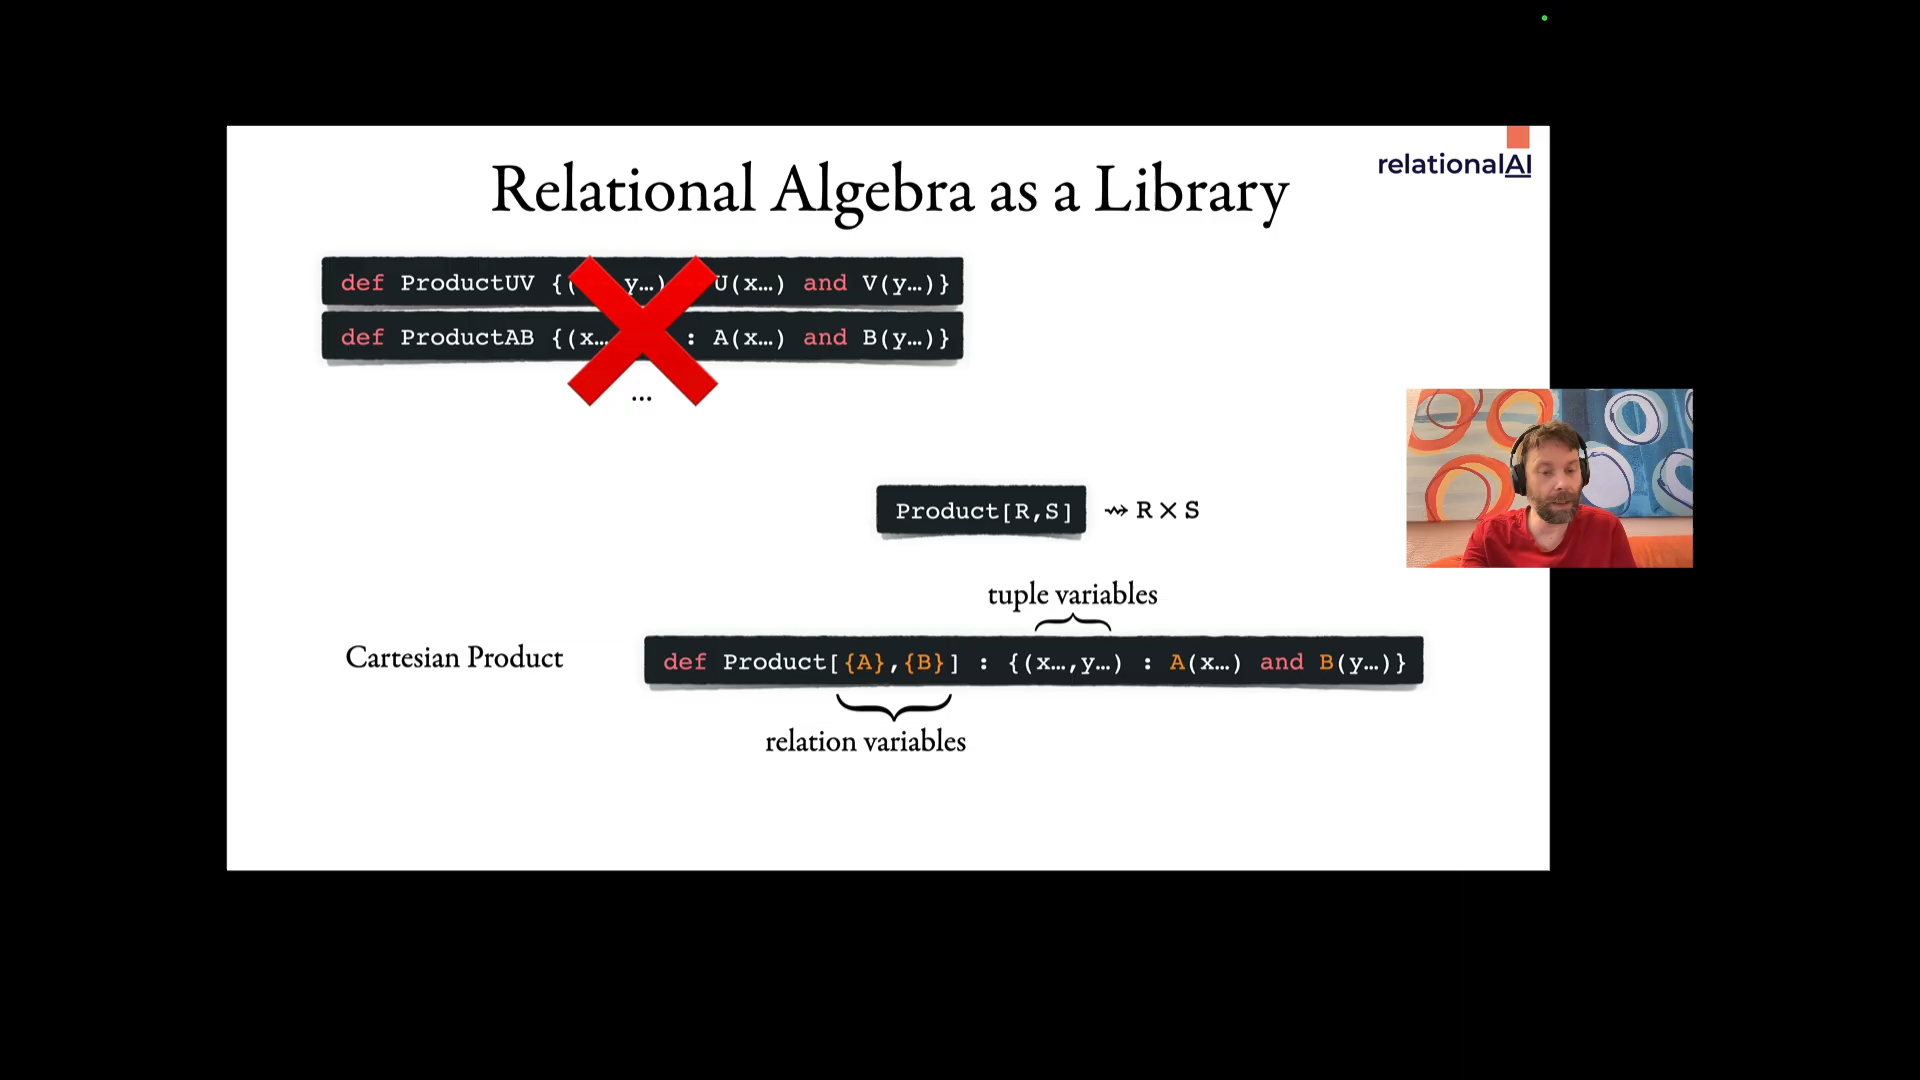 relationalAI
Relational Algebra as a Library
def ProductUV {( y…) U(x…) and V(y…)}
def ProductAB {(x… : A(x…) and B(y…)}
…
Product[R,S] ⇝ R × S
tuple variables
Cartesian Product
def Product[{A},{B}] : {(x…,y…) : A(x…) and B(y…)}
relation variables